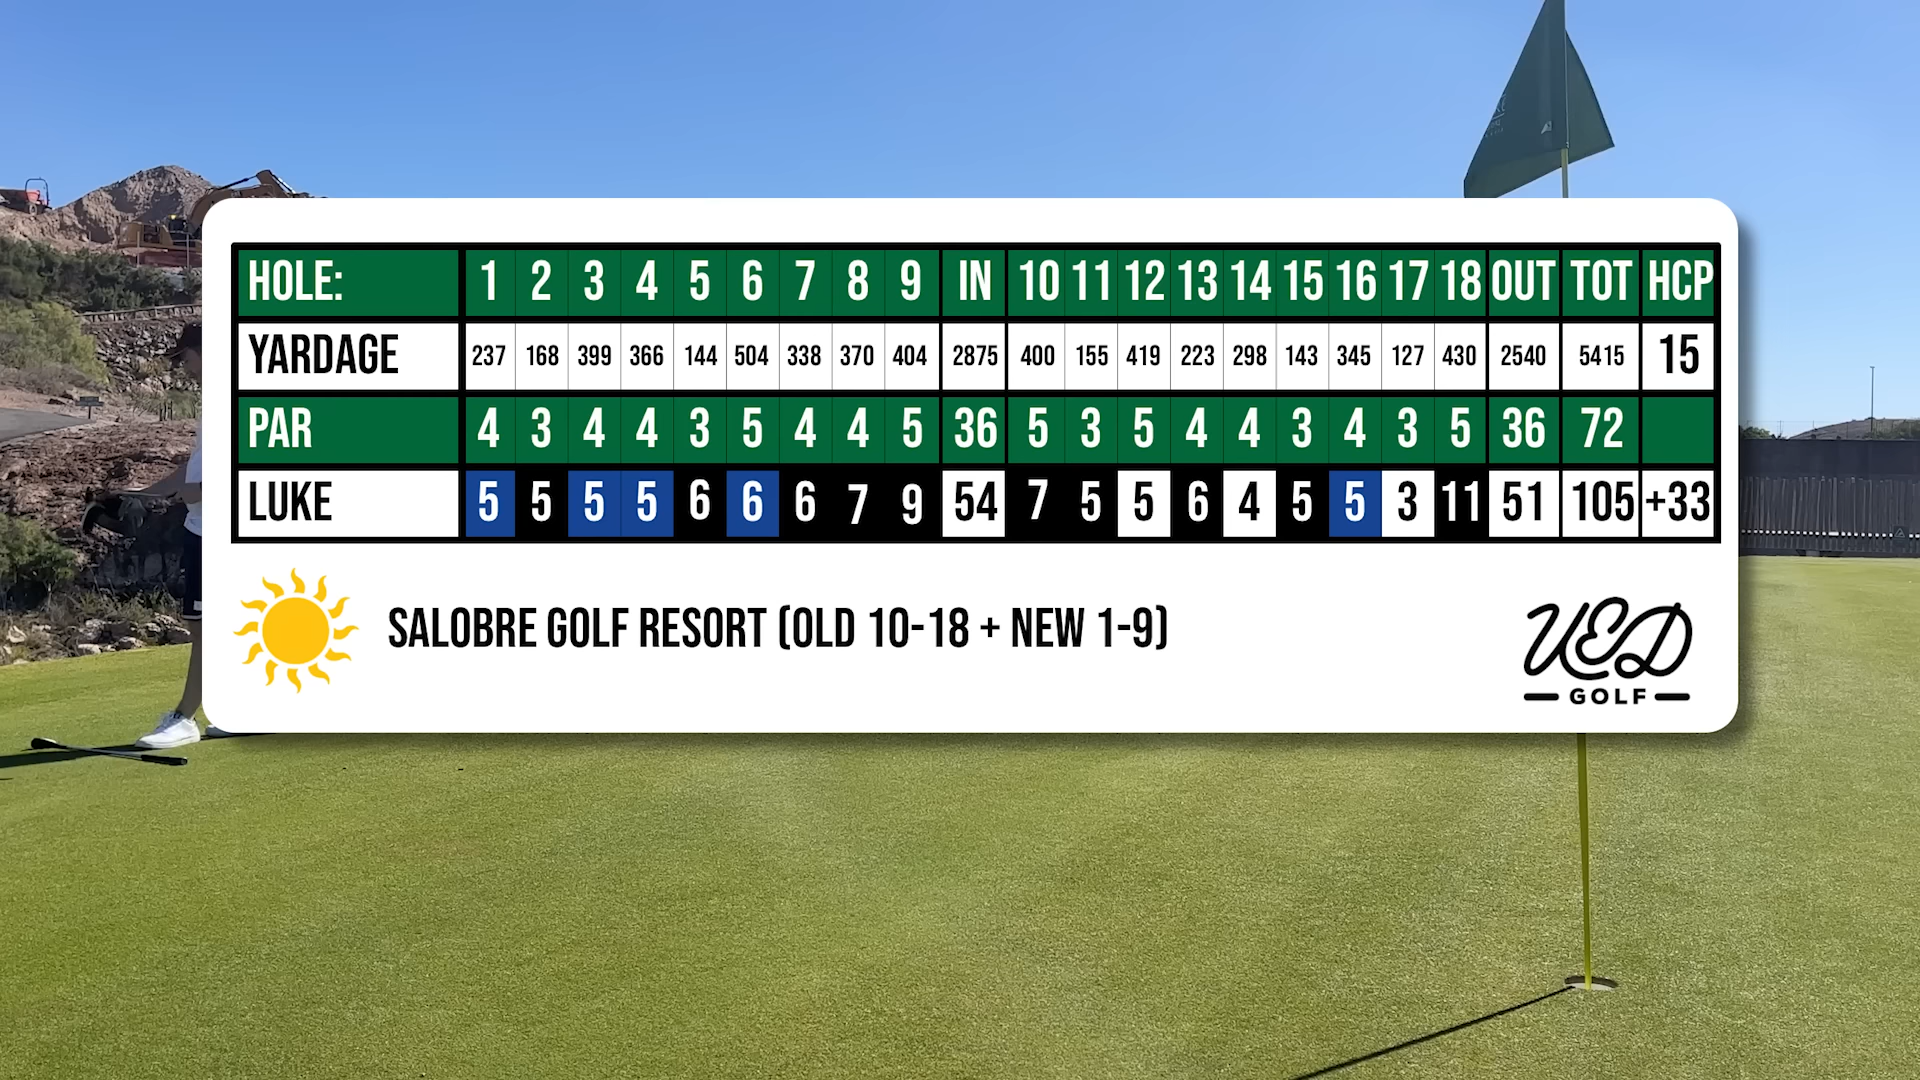 HOLE: 1 2 3 4 5 6 7 8 9 IN 10 11 12 13 14 15 16 17 18 OUT TOT HCP
YARDAGE 237 168 399 366 144 504 338 370 404 2875 400 155 419 223 298 143 345 127 430 2540 5415 15
PAR 4 3 4 4 3 5 4 4 5 36 5 3 5 4 4 3 4 3 5 36 72
LUKE 5 5 5 5 6 6 6 7 9 54 7 5 5 6 4 5 5 3 11 51 105 +33
SALOBRE GOLF RESORT (OLD 10-18 + NEW 1-9)
UED
GOLF